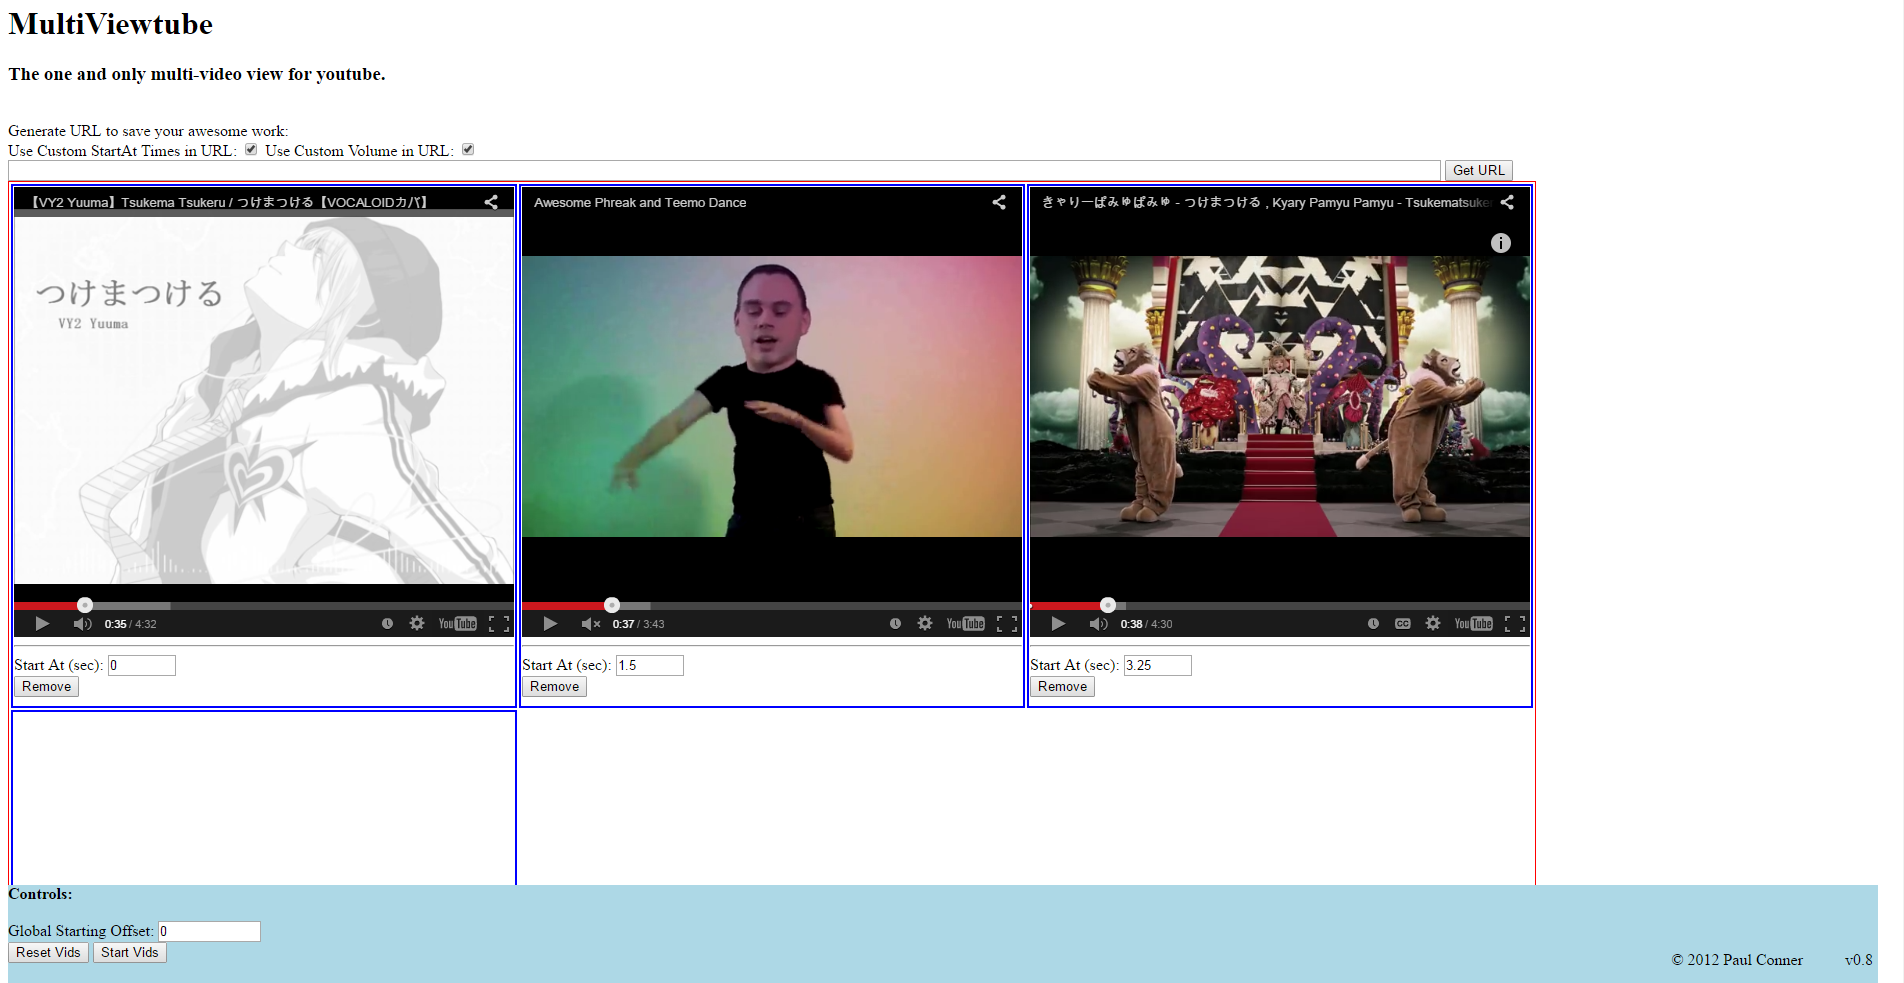 MultiViewtube
The one and only multi-video view for youtube.
Generate URL to save your awesome work:
Use Custom StartAt Times in URL: Use Custom Volume in URL:
Get URL
【VY2 Yuuma】Tsukema Tsukeru / つけまつける【VOCALOIDカバ】
つけまつける
VY2 Yuuma
0:35 / 4:32
YouTube
Start At (sec): 0
Remove
Awesome Phreak and Teemo Dance
0:37 / 3:43
YouTube
Start At (sec): 1.5
Remove
きゃりーぱみゅぱみゅ - つけまつける , Kyary Pamyu Pamyu - Tsukematsuker
0:38 / 4:30
CC
YouTube
Start At (sec): 3.25
Remove
Controls:
Global Starting Offset: 0
Reset Vids Start Vids
© 2012 Paul Conner v0.8